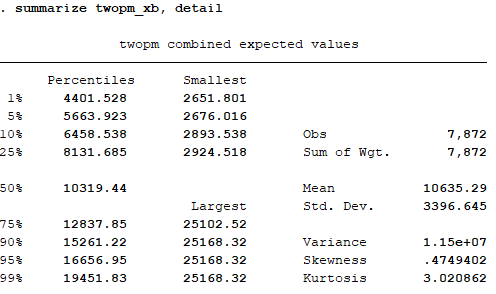 . summarize twopm_xb, detail
twopm combined expected values
Percentiles Smallest
1% 4401.528 2651.801
5% 5663.923 2676.016
10% 6458.538 2893.538 Obs 7,872
25% 8131.685 2924.518 Sum of Wgt. 7,872
50% 10319.44 Mean 10635.29
Largest Std. Dev. 3396.645
75% 12837.85 25102.52
90% 15261.22 25168.32 Variance 1.15e+07
95% 16656.95 25168.32 Skewness .4749402
99% 19451.83 25168.32 Kurtosis 3.020862